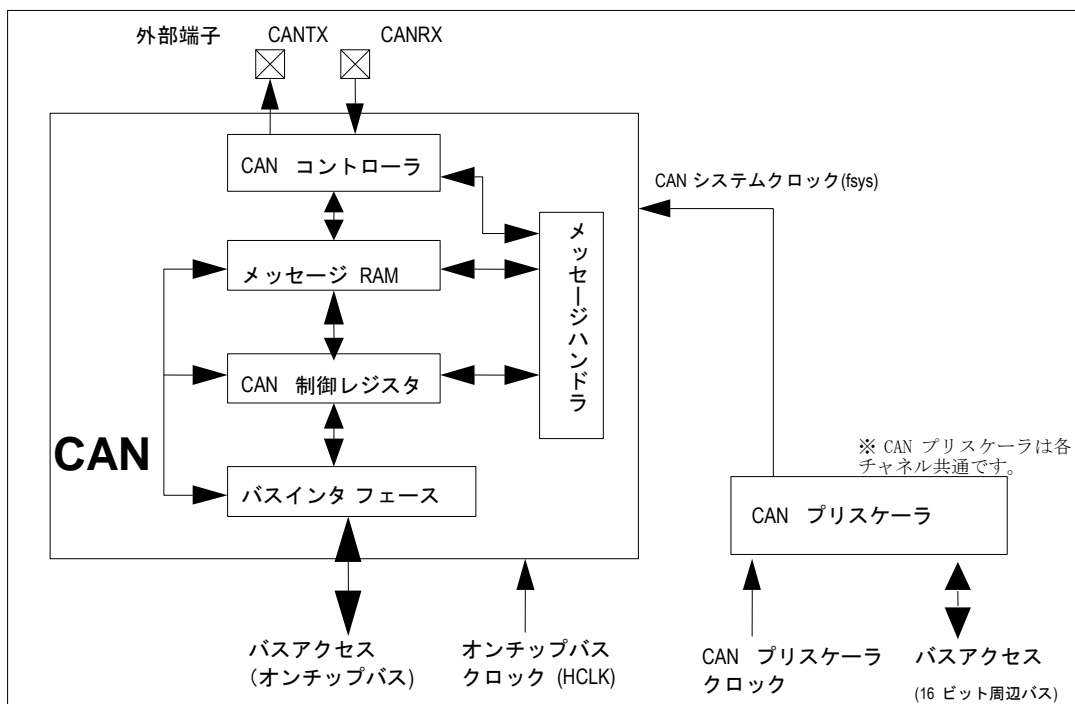 外部端子 CANTX CANRX
CAN コントローラ
CAN システムクロック(fsys)
メッセージハンドラ
メッセージ RAM
CAN 制御レジスタ
CAN
※ CAN プリスケーラは各
チャネル共通です。
バスインタ フェース
CAN プリスケーラ
バスアクセス
(オンチップバス)
オンチップバス
クロック (HCLK)
CAN プリスケーラ
クロック
バスアクセス
(16 ビット周辺バス)